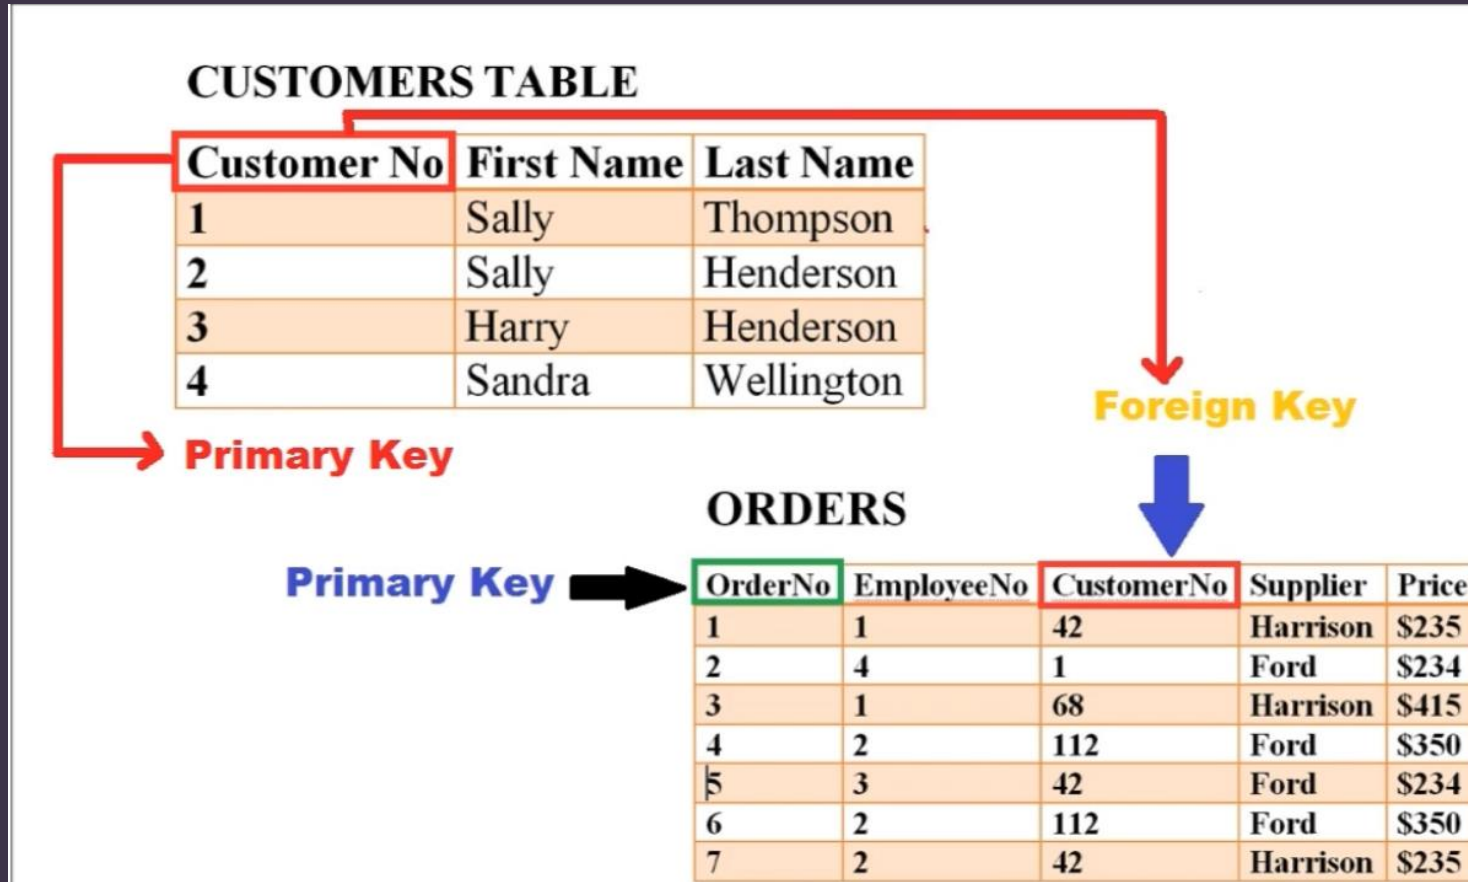 CUSTOMERS TABLE
Customer No First Name Last Name
1 Sally Thompson
2 Sally Henderson
3 Harry Henderson
4 Sandra Wellington
Foreign Key
Primary Key
ORDERS
Primary Key
OrderNo EmployeeNo CustomerNo Supplier Price
1 1 42 Harrison $235
2 4 1 Ford $234
3 1 68 Harrison $415
4 2 112 Ford $350
5 3 42 Ford $234
6 2 112 Ford $350
7 2 42 Harrison $235